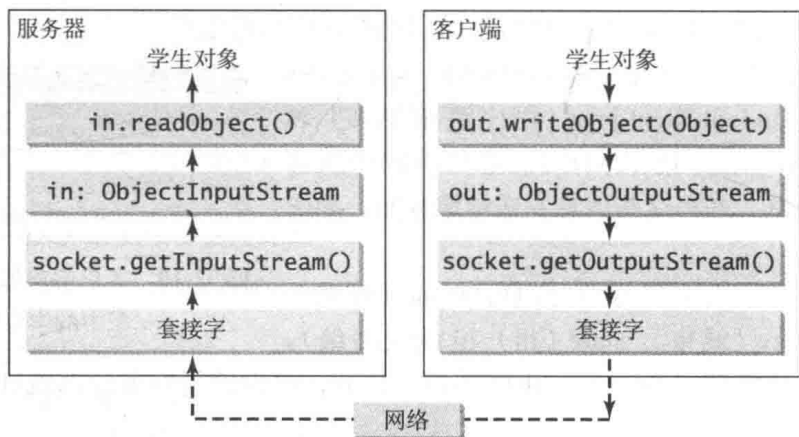 服务器
学生对象
in.readObject()
in: ObjectInputStream
socket.getInputStream()
套接字
客户端
学生对象
out.writeObject(Object)
out: ObjectOutputStream
socket.getOutputStream()
套接字
网络